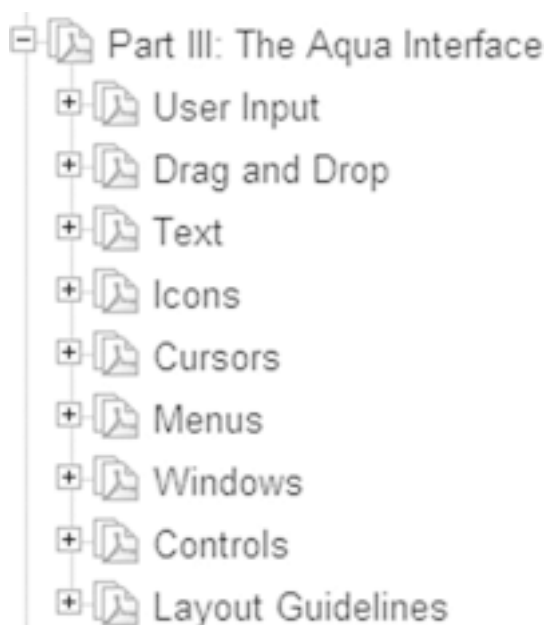 Part III: The Aqua Interface
User Input
Drag and Drop
Text
Icons
Cursors
Menus
Windows
Controls
Layout Guidelines